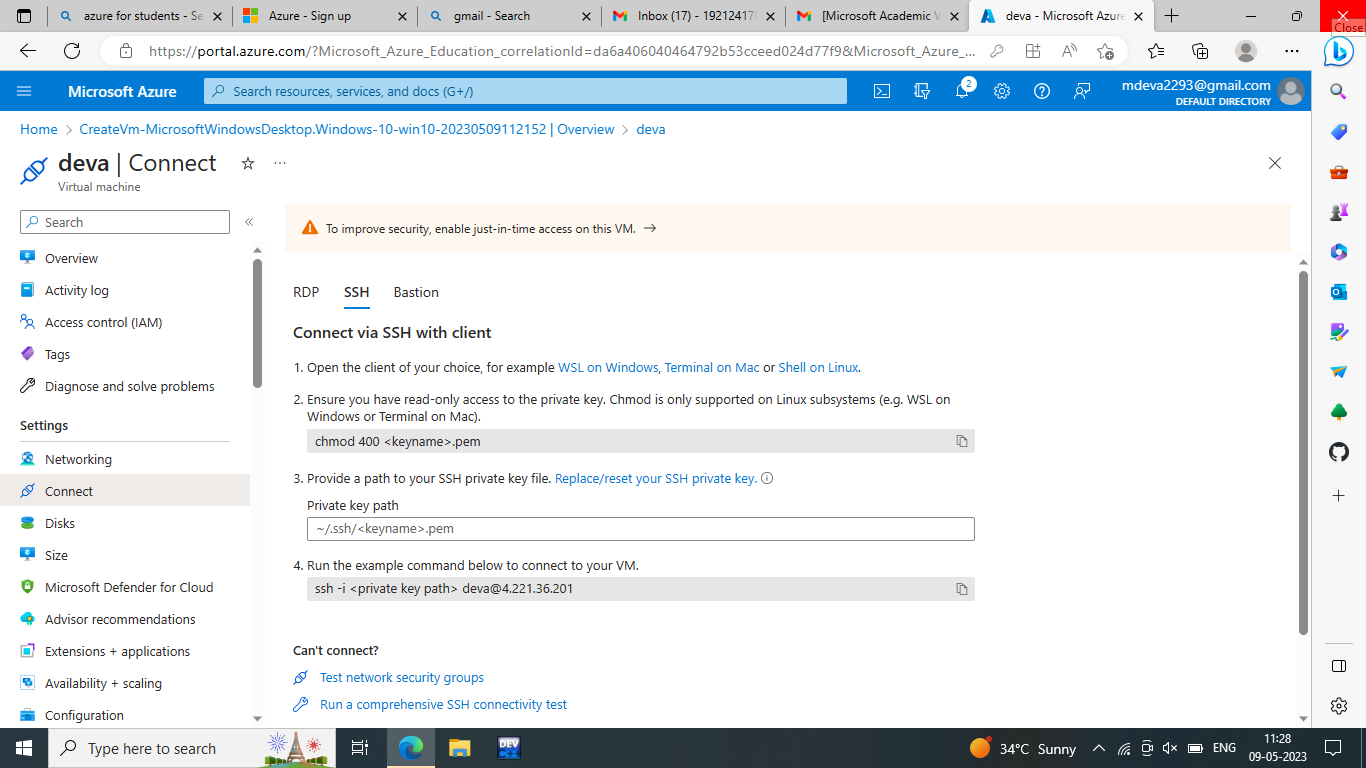 azure for students - Se
Azure - Sign up
gmail - Search
Inbox (17) - 192124170
[Microsoft Academic V
deva - Microsoft Azure
Close
https://portal.azure.com/?Microsoft_Azure_Education_correlationId=da6a406040464792b53cceed024d77f9&Microsoft_Azure_...
Microsoft Azure
Search resources, services, and docs (G+/)
2
mdeva2293@gmail.com
DEFAULT DIRECTORY
Home > CreateVm-MicrosoftWindowsDesktop.Windows-10-win10-20230509112152 | Overview > deva
deva | Connect
Virtual machine
Search
To improve security, enable just-in-time access on this VM. →
Overview
Activity log
Access control (IAM)
Tags
Diagnose and solve problems
Settings
Networking
Connect
Disks
Size
Microsoft Defender for Cloud
Advisor recommendations
Extensions + applications
Availability + scaling
Configuration
RDP SSH Bastion
Connect via SSH with client
1. Open the client of your choice, for example WSL on Windows, Terminal on Mac or Shell on Linux.
2. Ensure you have read-only access to the private key. Chmod is only supported on Linux subsystems (e.g. WSL on
Windows or Terminal on Mac).
chmod 400 <keyname>.pem
3. Provide a path to your SSH private key file. Replace/reset your SSH private key.
Private key path
~/.ssh/<keyname>.pem
4. Run the example command below to connect to your VM.
ssh -i <private key path> deva@4.221.36.201
Can't connect?
Test network security groups
Run a comprehensive SSH connectivity test
Type here to search
DEV
34°C Sunny
ENG
11:28
09-05-2023